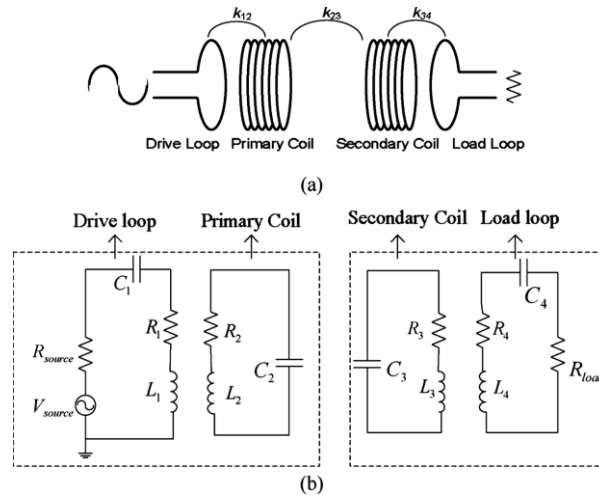 k12 k23 k34
Drive Loop Primary Coil Secondary Coil Load Loop
(a)
Drive loop Primary Coil Secondary Coil Load loop
C1 C4
R1 R2 R3 R4
Rsource C2 C3 Rload
L1 L2 L3 L4
Vsource
(b)